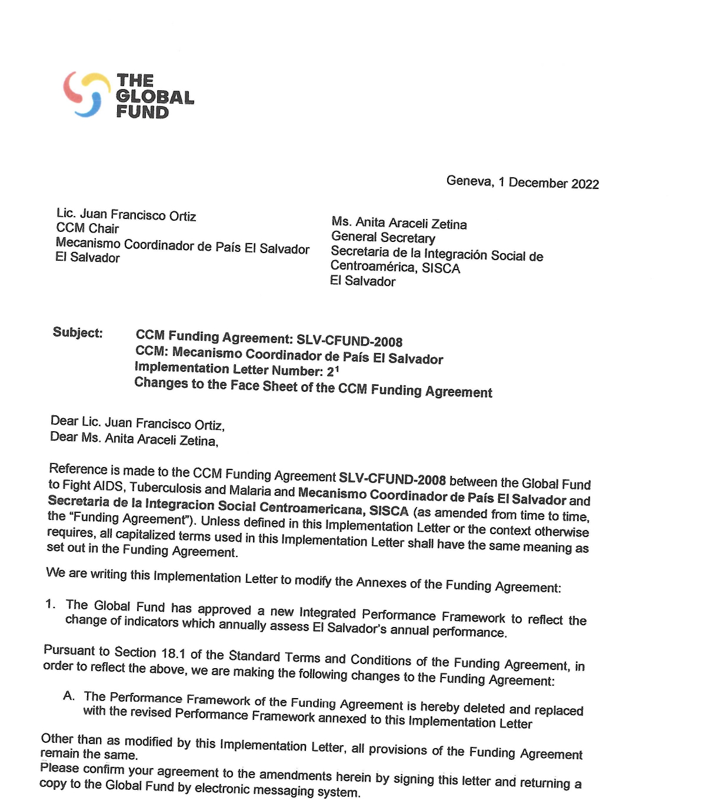 THE
GLOBAL
FUND
Geneva, 1 December 2022
Lic. Juan Francisco Ortiz
CCM Chair
Mecanismo Coordinador de País El Salvador
El Salvador
Ms. Anita Araceli Zetina
General Secretary
Secretaria de la Integración Social de
Centroamérica, SISCA
El Salvador
Subject: CCM Funding Agreement: SLV-CFUND-2008
CCM: Mecanismo Coordinador de País El Salvador
Implementation Letter Number: 2¹
Changes to the Face Sheet of the CCM Funding Agreement
Dear Lic. Juan Francisco Ortiz,
Dear Ms. Anita Araceli Zetina,
Reference is made to the CCM Funding Agreement SLV-CFUND-2008 between the Global Fund
to Fight AIDS, Tuberculosis and Malaria and Mecanismo Coordinador de País El Salvador and
Secretaria de la Integracion Social Centroamericana, SISCA (as amended from time to time,
the “Funding Agreement”). Unless defined in this Implementation Letter or the context otherwise
requires, all capitalized terms used in this Implementation Letter shall have the same meaning as
set out in the Funding Agreement.
We are writing this Implementation Letter to modify the Annexes of the Funding Agreement:
1. The Global Fund has approved a new Integrated Performance Framework to reflect the
change of indicators which annually assess El Salvador's annual performance.
Pursuant to Section 18.1 of the Standard Terms and Conditions of the Funding Agreement, in
order to reflect the above, we are making the following changes to the Funding Agreement:
A. The Performance Framework of the Funding Agreement is hereby deleted and replaced
with the revised Performance Framework annexed to this Implementation Letter
Other than as modified by this Implementation Letter, all provisions of the Funding Agreement
remain the same.
Please confirm your agreement to the amendments herein by signing this letter and returning a
copy to the Global Fund by electronic messaging system.